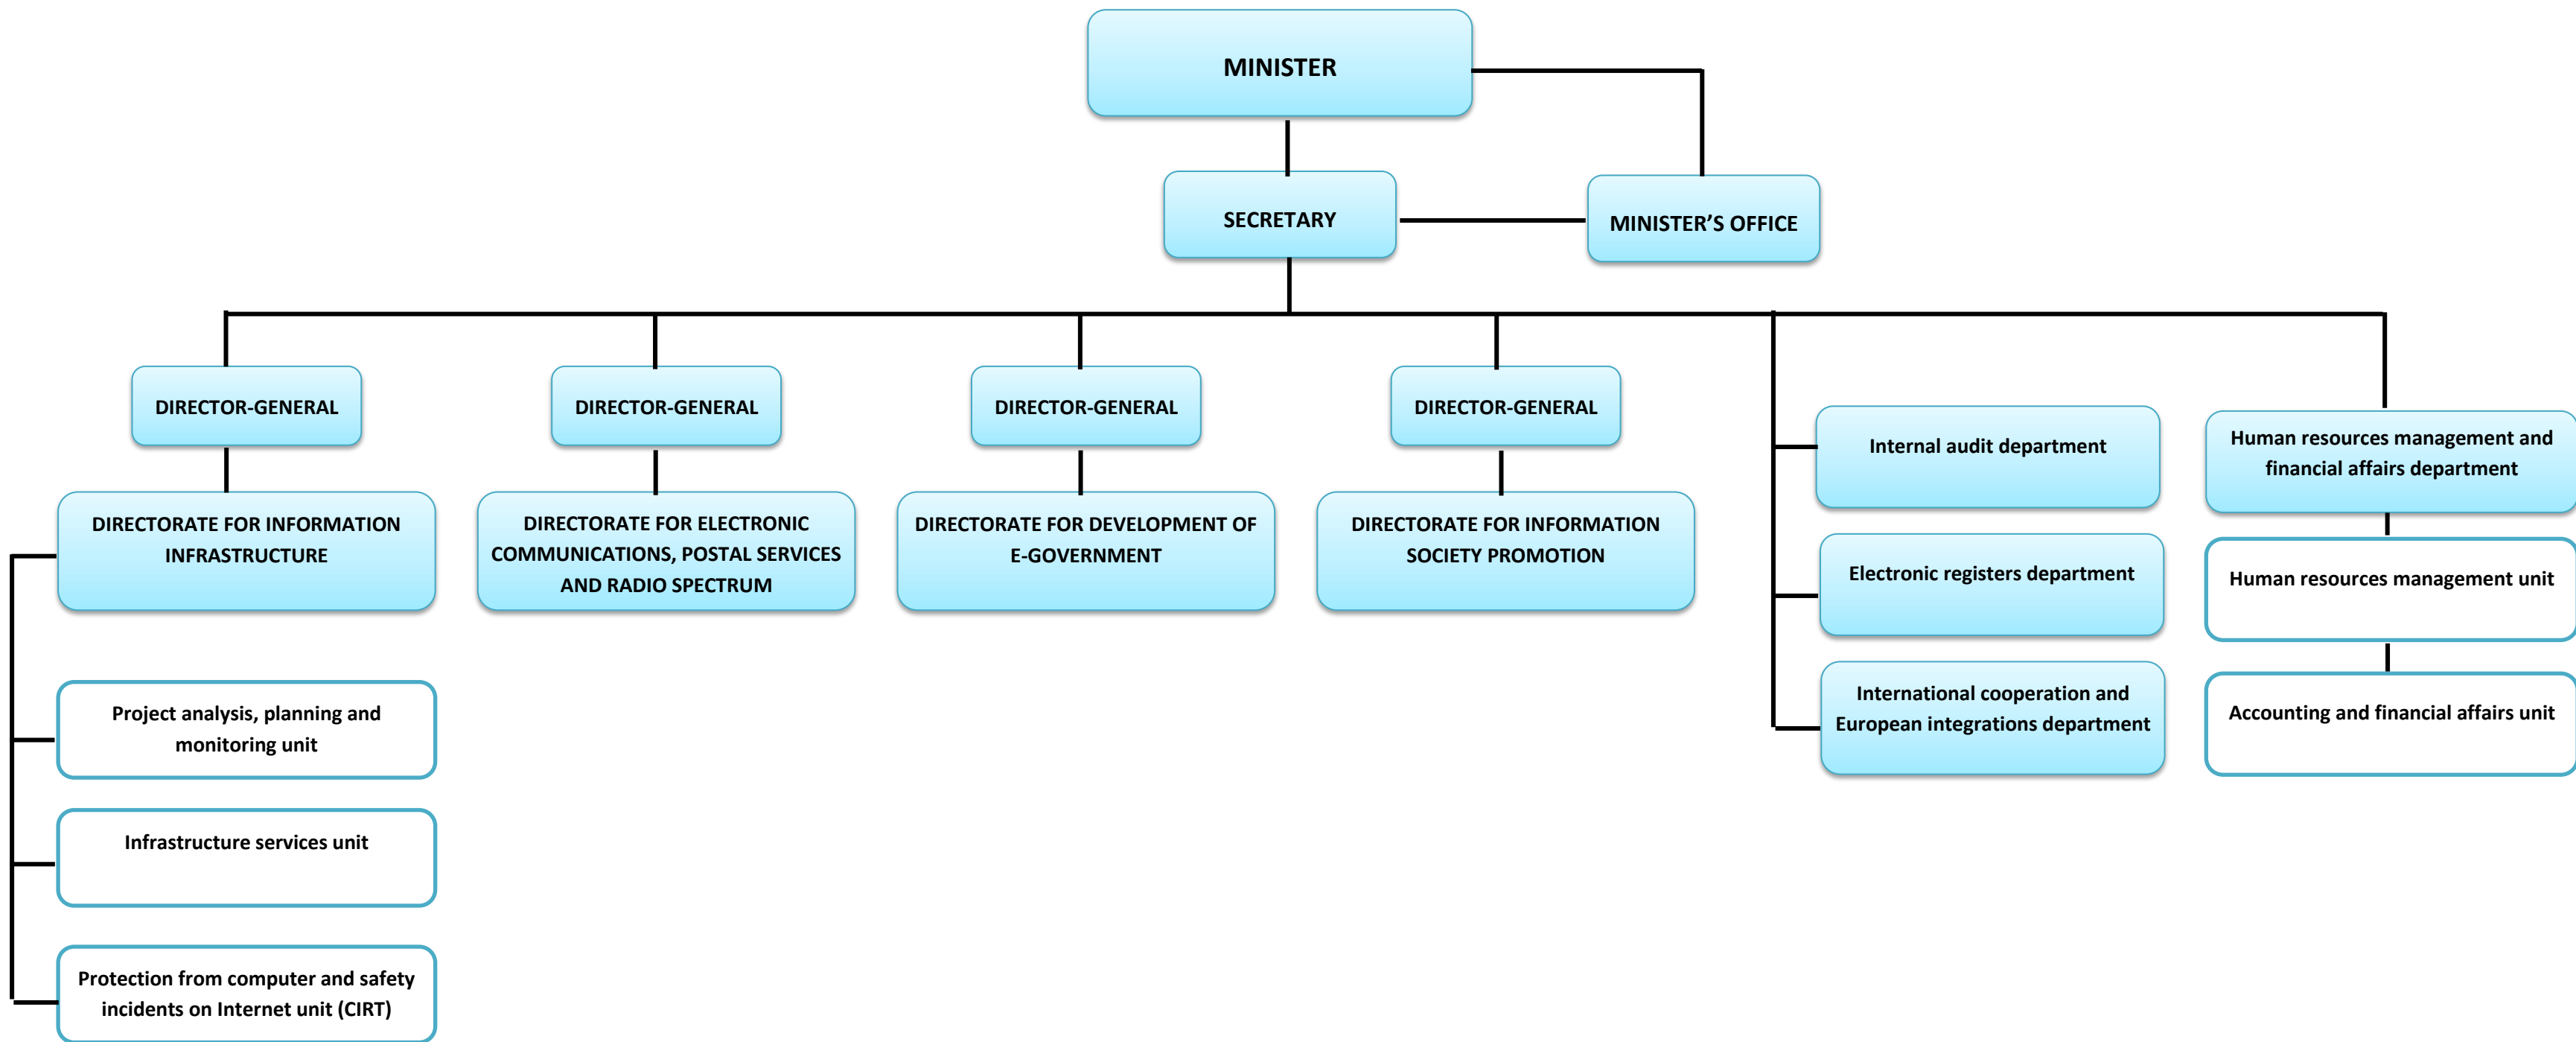 MINISTER
SECRETARY
MINISTER’S OFFICE
DIRECTOR-GENERAL
DIRECTOR-GENERAL
DIRECTOR-GENERAL
DIRECTOR-GENERAL
DIRECTORATE FOR INFORMATION
INFRASTRUCTURE
DIRECTORATE FOR ELECTRONIC
COMMUNICATIONS, POSTAL SERVICES
AND RADIO SPECTRUM
DIRECTORATE FOR DEVELOPMENT OF
E-GOVERNMENT
DIRECTORATE FOR INFORMATION
SOCIETY PROMOTION
Project analysis, planning and
monitoring unit
Infrastructure services unit
Protection from computer and safety
incidents on Internet unit (CIRT)
Internal audit department
Electronic registers department
International cooperation and
European integrations department
Human resources management and
financial affairs department
Human resources management unit
Accounting and financial affairs unit